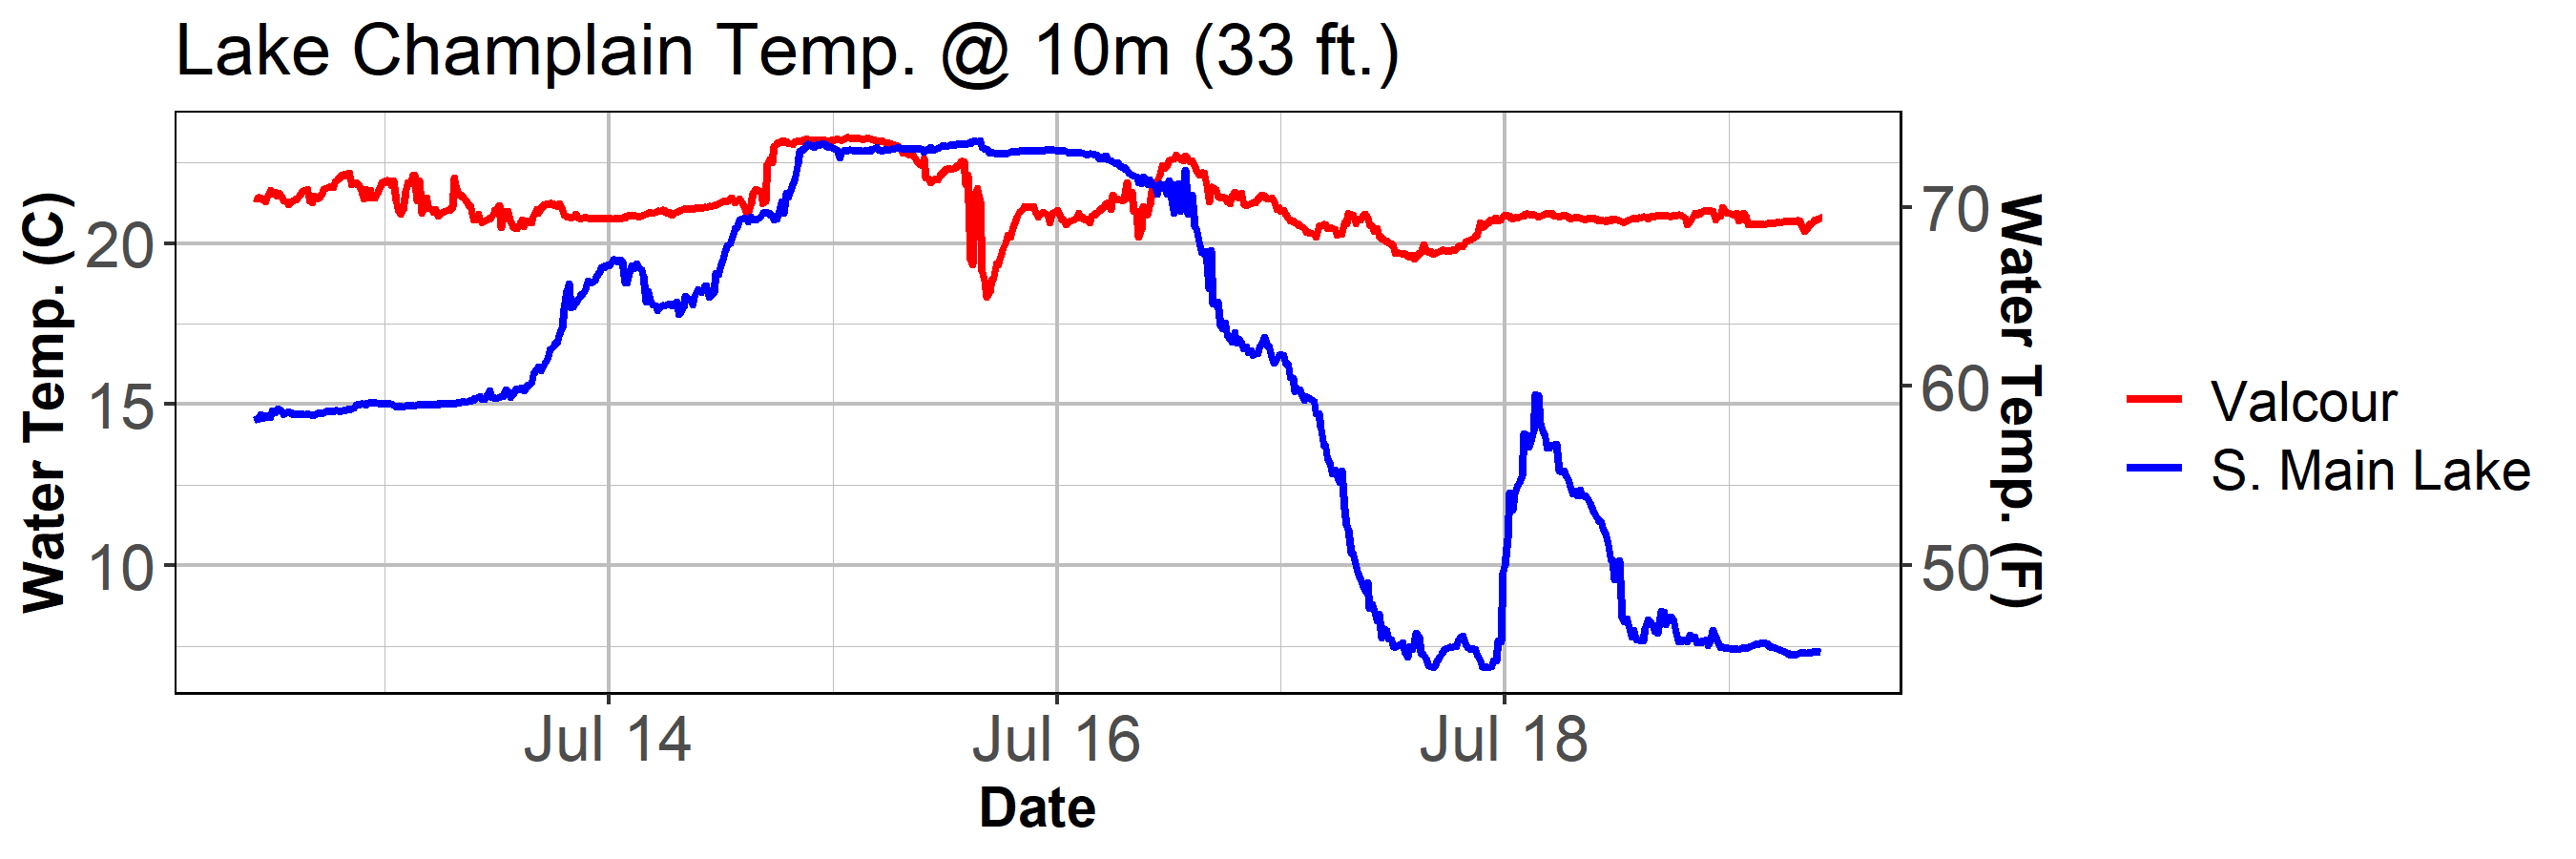 Lake Champlain Temp. @ 10m (33 ft.)
Water Temp. (C)
20
15
10
70
60
50
Water Temp. (F)
Jul 14
Jul 16
Jul 18
Date
Valcour
S. Main Lake